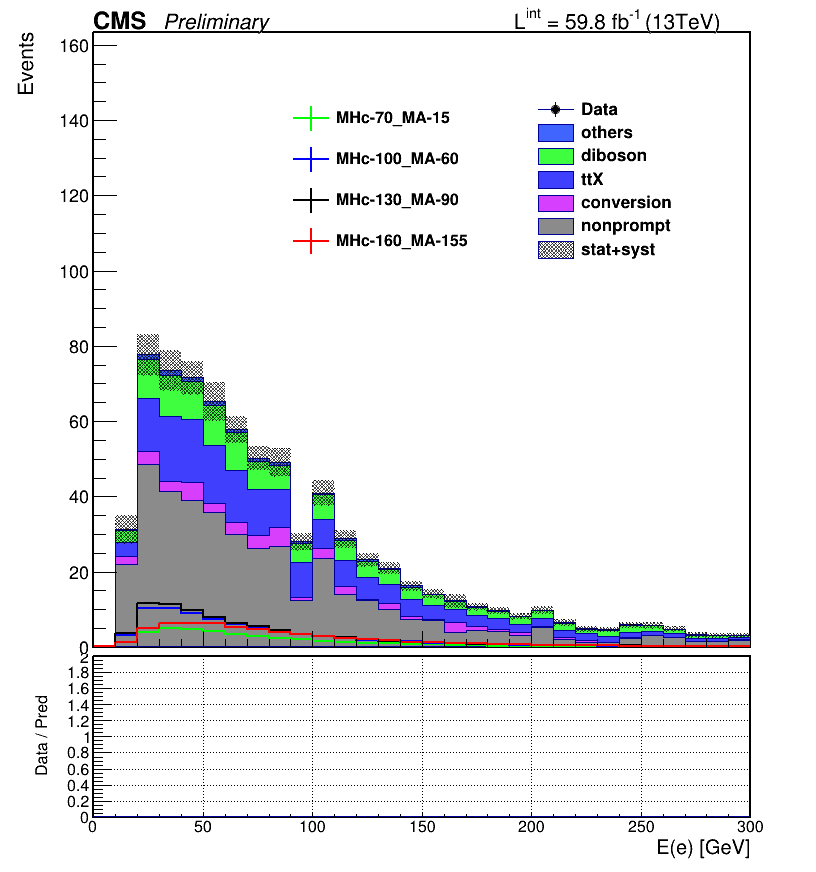 CMS Preliminary L^int = 59.8 fb^-1 (13TeV)
Events
160
140
120
100
80
60
40
20
0
MHc-70_MA-15
MHc-100_MA-60
MHc-130_MA-90
MHc-160_MA-155
Data
others
diboson
ttX
conversion
nonprompt
stat+syst
Data / Pred
2
1.8
1.6
1.4
1.2
1
0.8
0.6
0.4
0.2
0
0 50 100 150 200 250 300
E(e) [GeV]